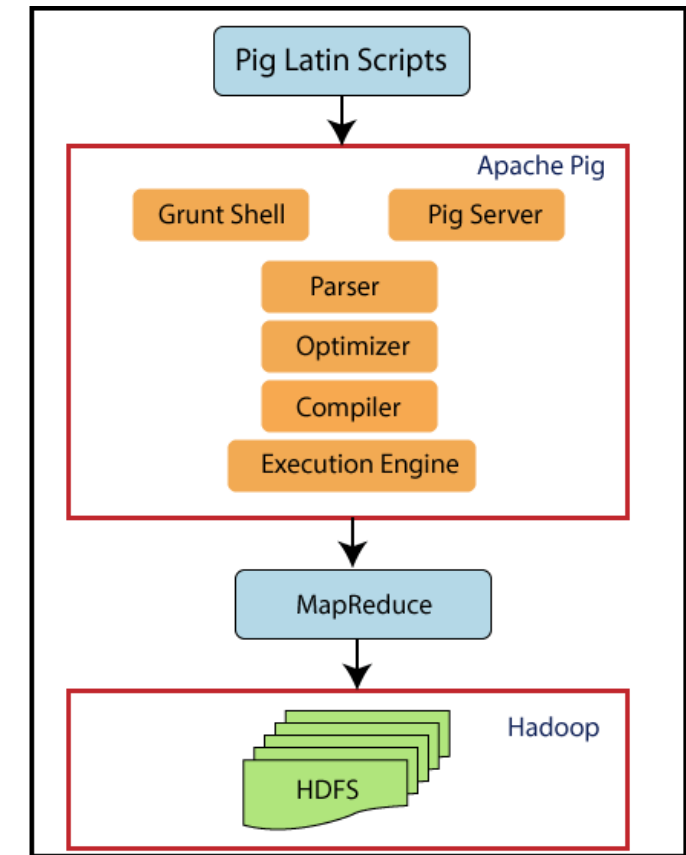 Pig Latin Scripts
Apache Pig
Grunt Shell
Pig Server
Parser
Optimizer
Compiler
Execution Engine
MapReduce
Hadoop
HDFS